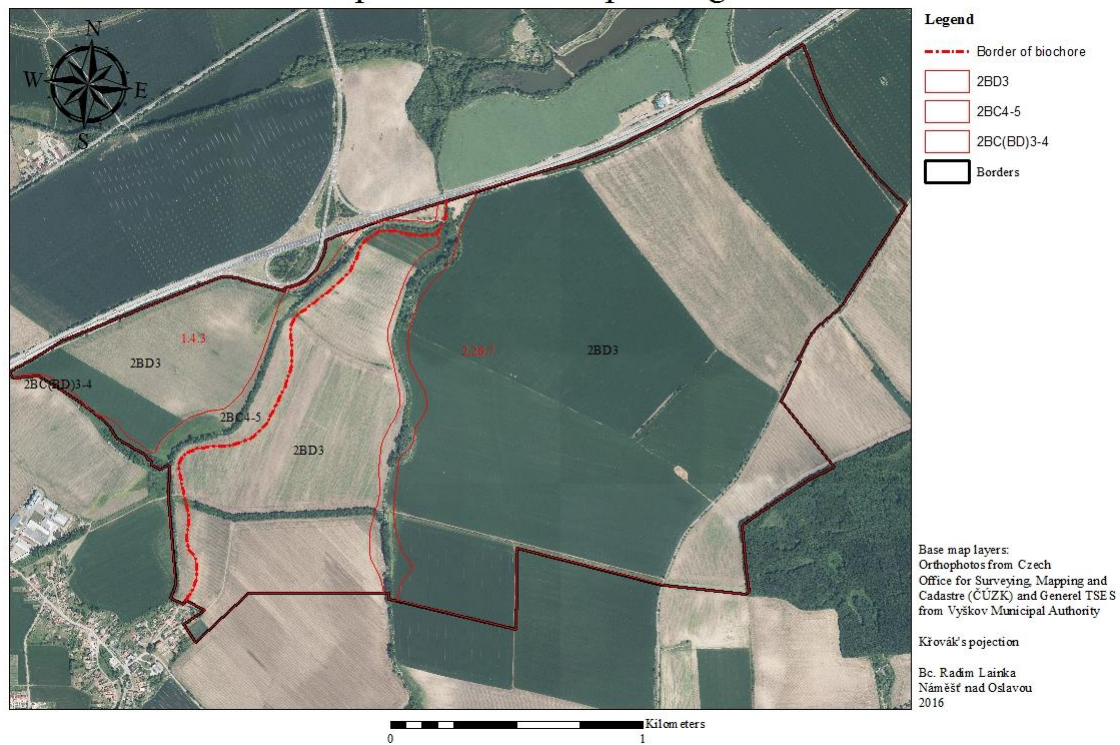 N
W
E
S
1.4.3
2BD3
2BC(BD)3-4
2BC4-5
2BD3
2BD3
Legend
Border of biochore
2BD3
2BC4-5
2BC(BD)3-4
Borders
Base map layers:
Orthophotos from Czech
Office for Surveying, Mapping and
Cadastre (ČÚZK) and Generel TSES
from Vyškov Municipal Authority
Křovák's pojection
Bc. Radim Lainka
Náměšť nad Oslavou
2016
Kilometers
0
1